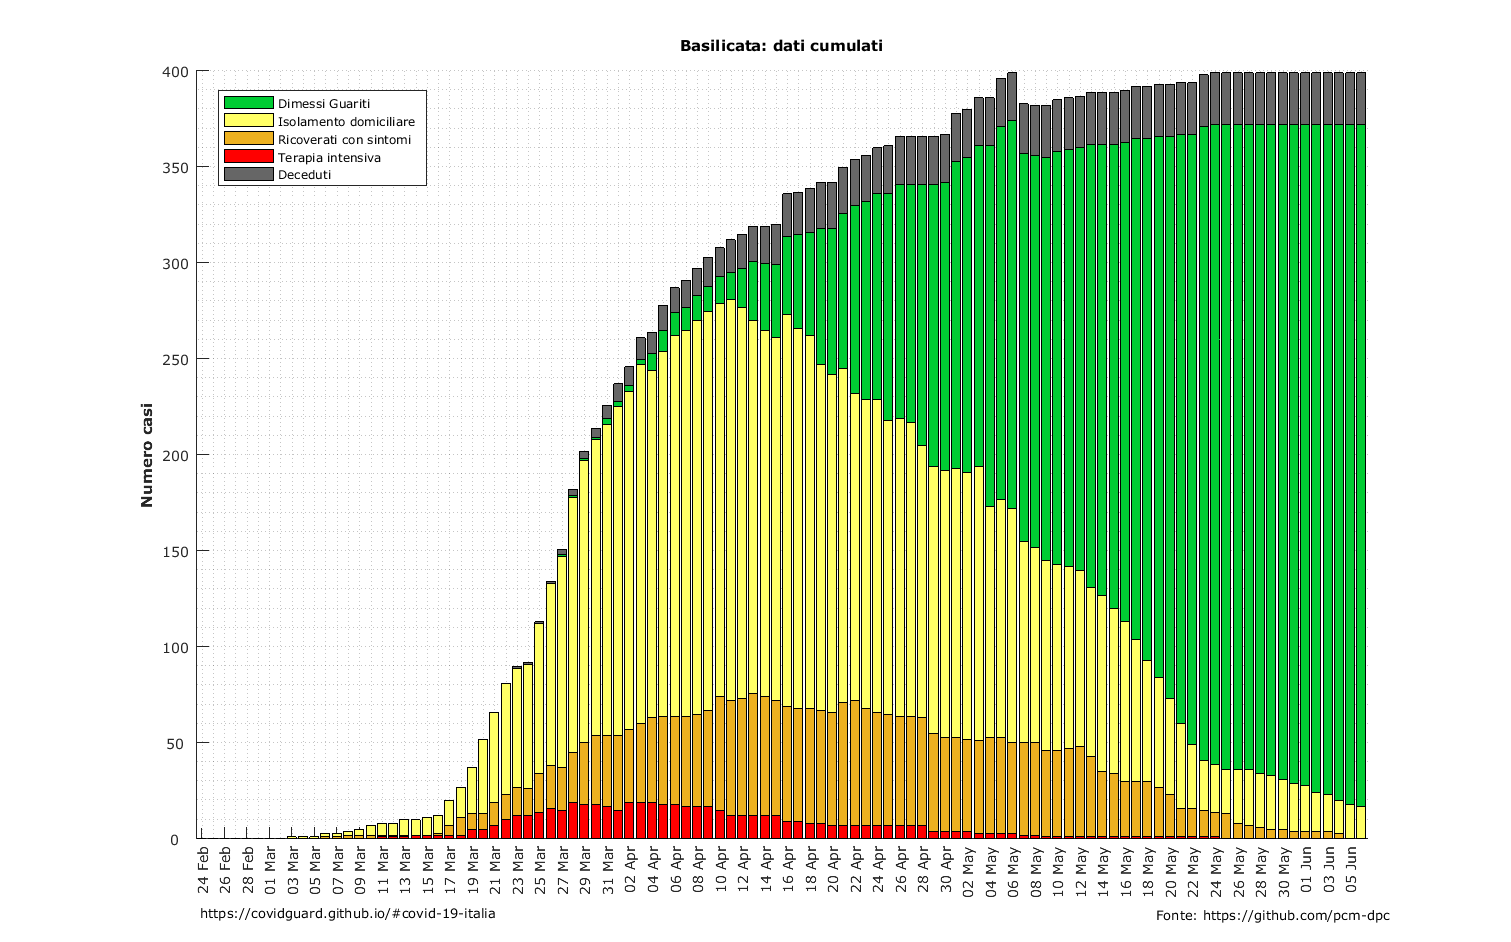 Basilicata: dati cumulati
Numero casi
400
350
300
250
200
150
100
50
0
Dimessi Guariti
Isolamento domiciliare
Ricoverati con sintomi
Terapia intensiva
Deceduti
24 Feb
26 Feb
28 Feb
01 Mar
03 Mar
05 Mar
07 Mar
09 Mar
11 Mar
13 Mar
15 Mar
17 Mar
19 Mar
21 Mar
23 Mar
25 Mar
27 Mar
29 Mar
31 Mar
02 Apr
04 Apr
06 Apr
08 Apr
10 Apr
12 Apr
14 Apr
16 Apr
18 Apr
20 Apr
22 Apr
24 Apr
26 Apr
28 Apr
30 Apr
02 May
04 May
06 May
08 May
10 May
12 May
14 May
16 May
18 May
20 May
22 May
24 May
26 May
28 May
30 May
01 Jun
03 Jun
05 Jun
https://covidguard.github.io/#covid-19-italia
Fonte: https://github.com/pcm-dpc